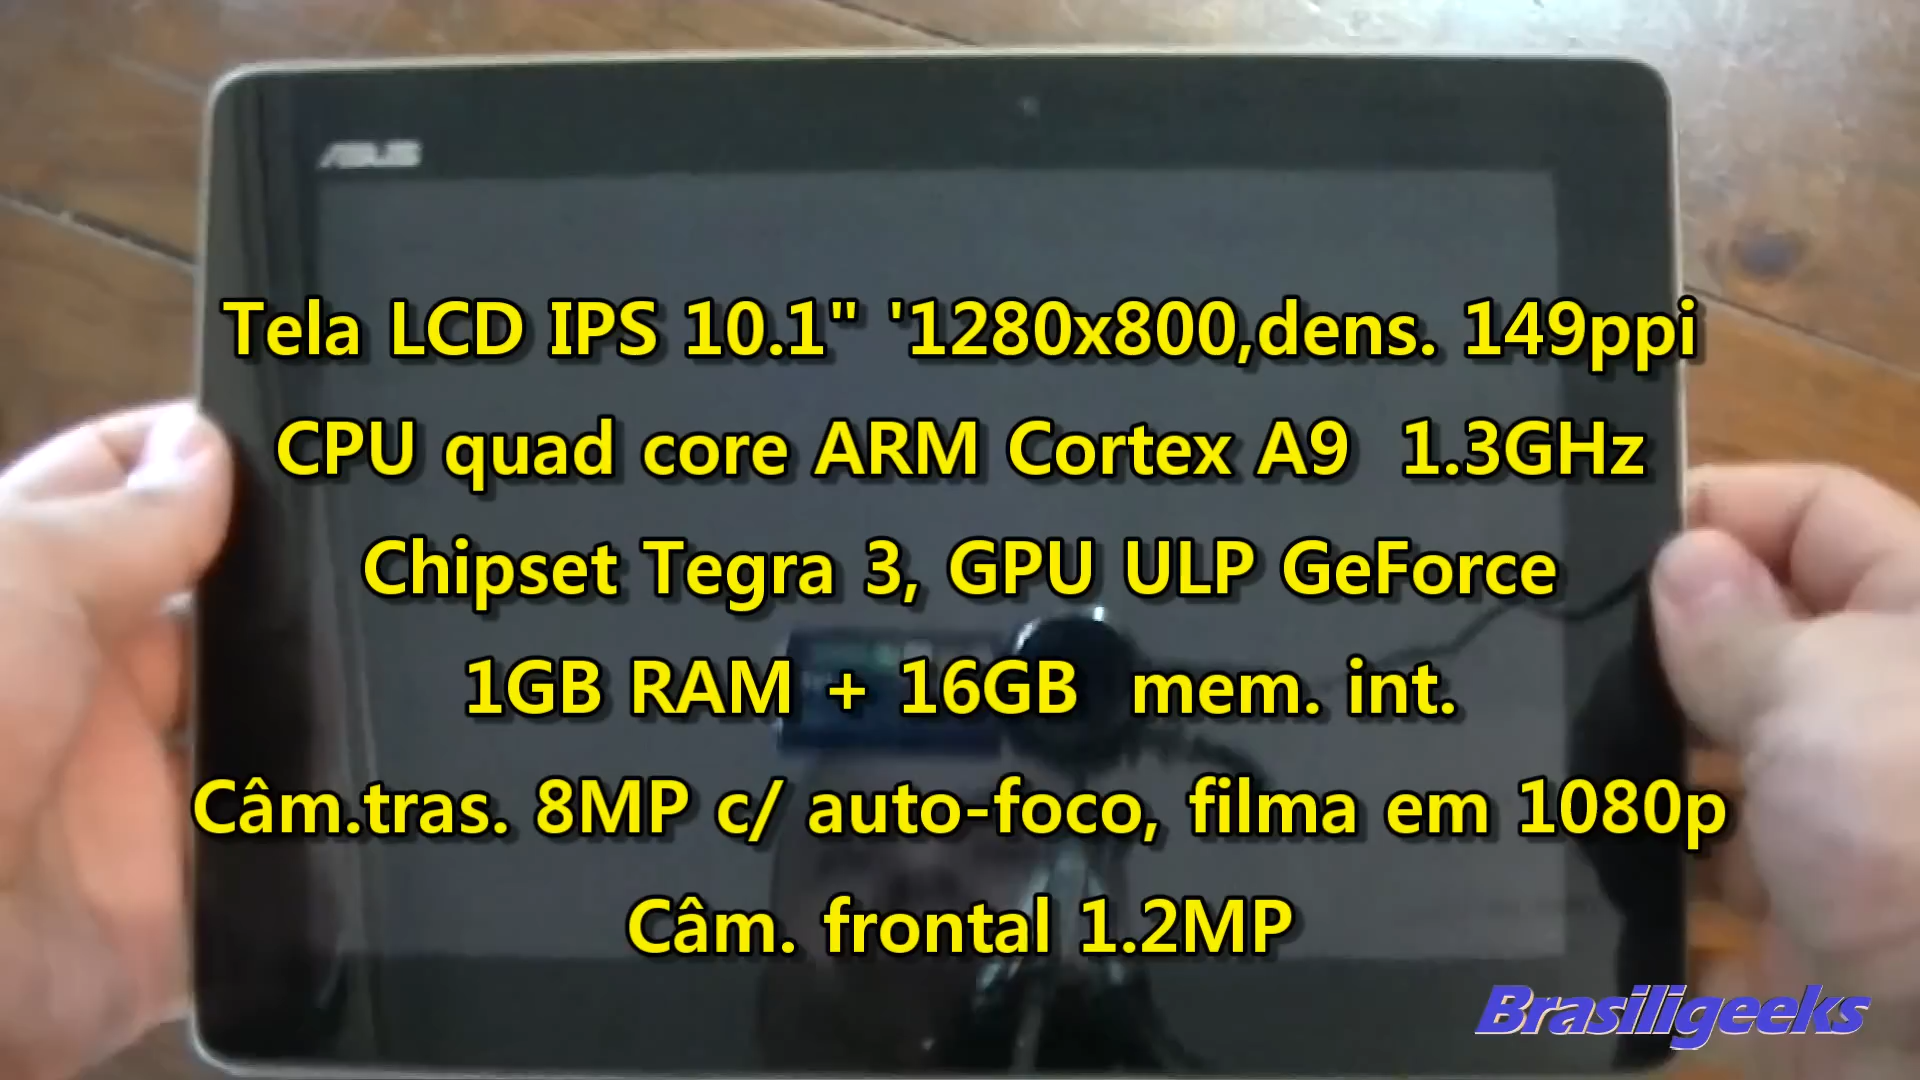 ASUS
Tela LCD IPS 10.1" '1280x800,dens. 149ppi
CPU quad core ARM Cortex A9 1.3GHz
Chipset Tegra 3, GPU ULP GeForce
1GB RAM + 16GB mem. int.
Câm.tras. 8MP c/ auto-foco, filma em 1080p
Câm. frontal 1.2MP
Brasiligeeks